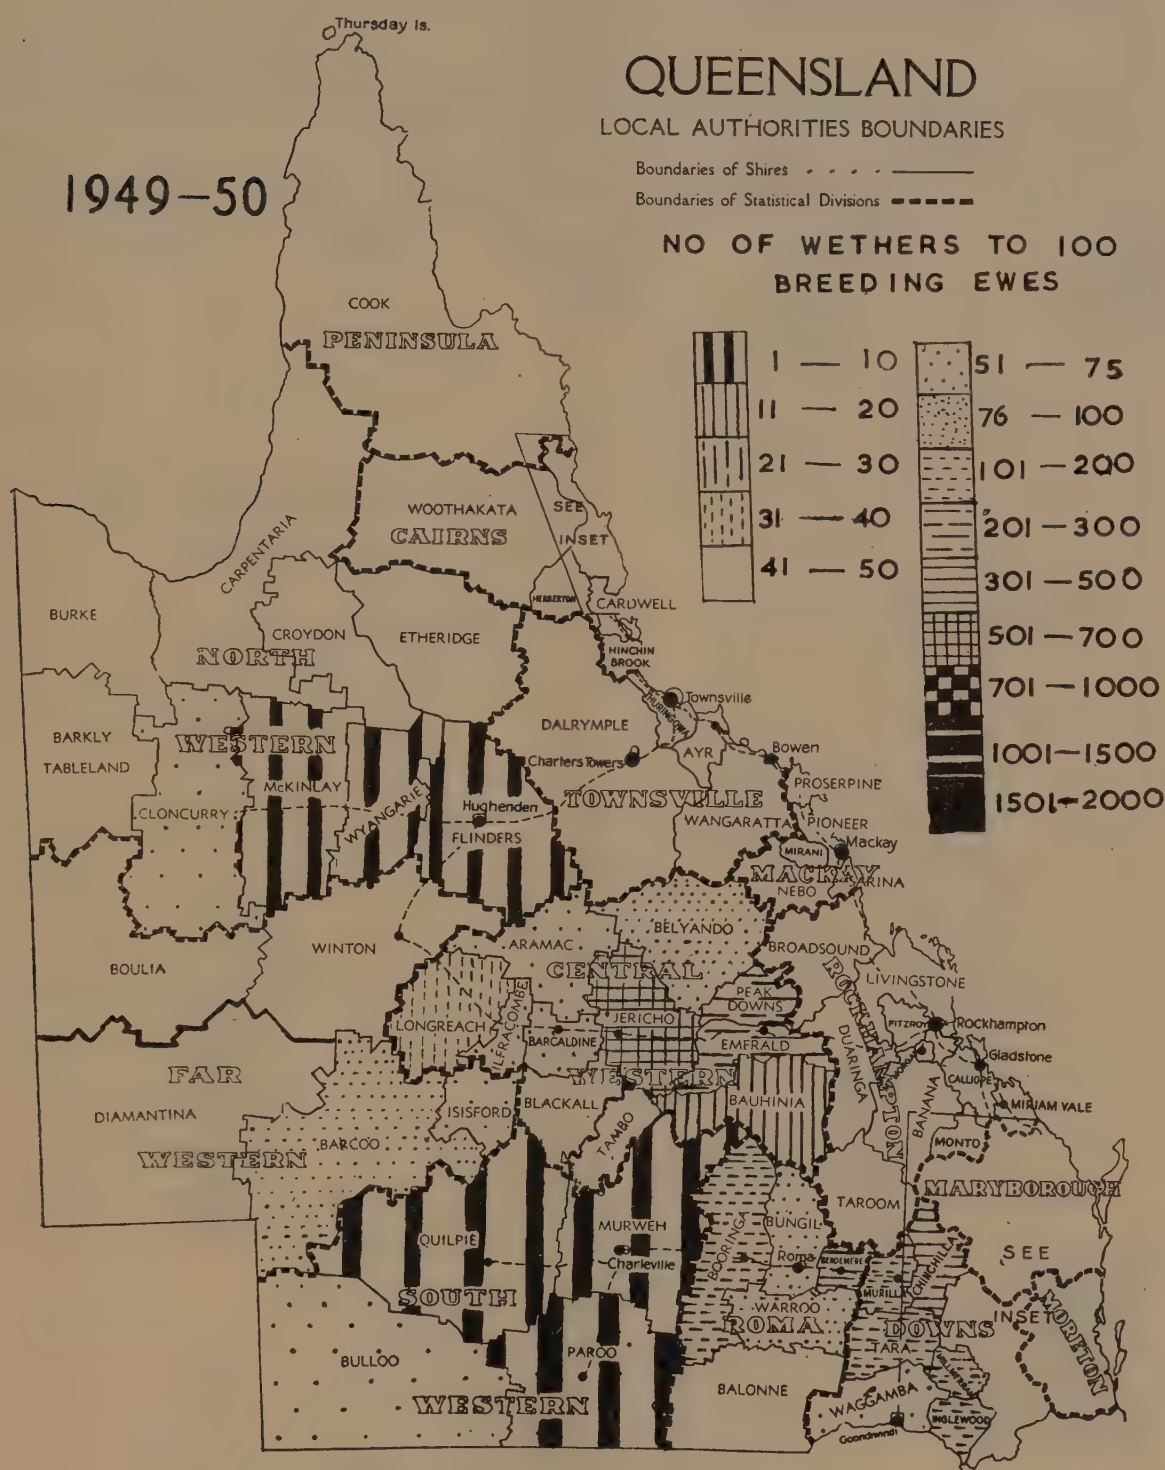 Thursday Is.
QUEENSLAND
LOCAL AUTHORITIES BOUNDARIES
Boundaries of Shires
Boundaries of Statistical Divisions
1949-50
NO OF WETHERS TO 100
BREEDING EWES
1 — 10
11 — 20
21 — 30
31 — 40
41 — 50
51 — 75
76 — 100
101 — 200
201 — 300
301 — 500
501 — 700
701 — 1000
1001 — 1500
1501 — 2000
COOK
PENINSULA
WOOTHAKATA
CAIRNS
SEE
INSET
CARPENTARIA
HERBERTON
CARDWELL
BURKE
CROYDON
ETHERIDGE
NORTH
HINCHIN
BROOK
THURINGOWA
Townsville
DALRYMPLE
BARKLY
TABLELAND
WESTERN
AYR
Bowen
Charters Towers
McKINLAY
PROSERPINE
CLONCURRY
WYANGARIE
Hughenden
FLINDERS
TOWNSVILLE
WANGARATTA
PIONEER
Mackay
MIRANI
MACKAY
SARINA
NEBO
BELYANDO
WINTON
ARAMAC
BROADSOUND
BOULIA
CENTRAL
LIVINGSTONE
PEAK
DOWNS
ROCKHAMPTON
LONGREACH
ILFRACOMBE
JERICHO
FITZROY
Rockhampton
BARCALDINE
EMERALD
DUARINGA
Gladstone
FAR
WESTERN
CALLIOPE
DIAMANTINA
ISISFORD
BLACKALL
BAUHINIA
BANANA
MIRIAM VALE
BARCOO
TAMBO
MONTO
WESTERN
MARYBOROUGH
TAROOM
MURWEH
BUNGIL
QUILPIE
BOORINGA
SEE
Charleville
Roma
BENDEMERE
CHINCHILLA
SOUTH
MURILLA
WARROO
INSET
MORETON
ROMA
DOWNS
BULLOO
PAROO
TARA
MILLMERRAN
BALONNE
WAGGAMBA
WESTERN
INGLEWOOD
Goondiwindi